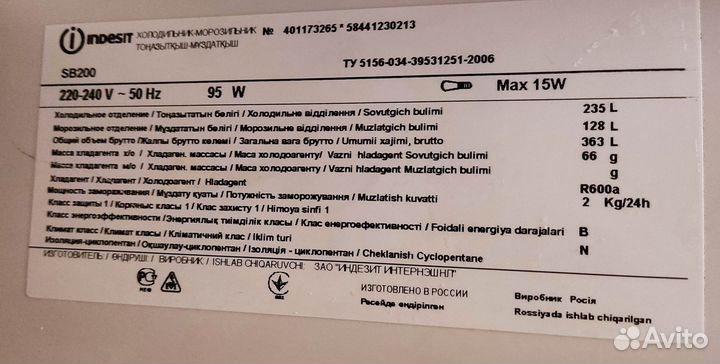 indesit ХОЛОДИЛЬНИК-МОРОЗИЛЬНИК № 401173265 * 58441230213
ТОҢАЗЫТҚЫШ-МҰЗДАТҚЫШ
ТУ 5156-034-39531251-2006
SB200
220-240 V ~ 50 Hz 95 W Max 15W
Холодильное отделение / Тоңазытатын бөлігі / Холодильне відділення / Sovutgich bulimi 235 L
Морозильное отделение / Мұздататын бөлігі / Морозильне відділення / Muzlatgich bulimi 128 L
Общий объем брутто /Жалпы брутто көлемі / Загальна вага брутто / Umumii xajimi, brutto 363 L
Масса хладагента х/о / Хладаген. массасы / Маса холодоагенту/ Vazni hladagent Sovutgich bulimi 66 g
Масса хладагента м/о / Хладаген. массасы / Маса холодоагенту/ Vazni hladagent Muzlatgich bulimi g
Хладагент / Хладагент / Холодоагент / Hladagent R600a
Мощность замораживания / Мұздату қуаты / Потужність заморожування / Muzlatish kuvatti 2 Kg/24h
Класс защиты 1 / Қорғаныс класы 1 / Клас захисту 1 / Himoya sinfi 1
Класс энергоэффективности / Энергиялық тиімділік класы / Клас енергоефективності / Foidali energiya darajalari B
Климат класс / Климат класы / Кліматичний клас / Iklim turi N
Изоляция-циклопентан / Оқшаулау-циклопентан / Ізоляція - циклопентан / Cheklanish Cyclopentane
ИЗГОТОВИТЕЛЬ / ӨНДІРУШІ / ВИРОБНИК / ISHLAB CHIQARUVCHI: ЗАО "ИНДЕЗИТ ИНТЕРНЭШНЛ"
ИЗГОТОВЛЕНО В РОССИИ Виробник Росія
Ресейде өндірілген Rossiyada ishlab chiqarilgan
Avito